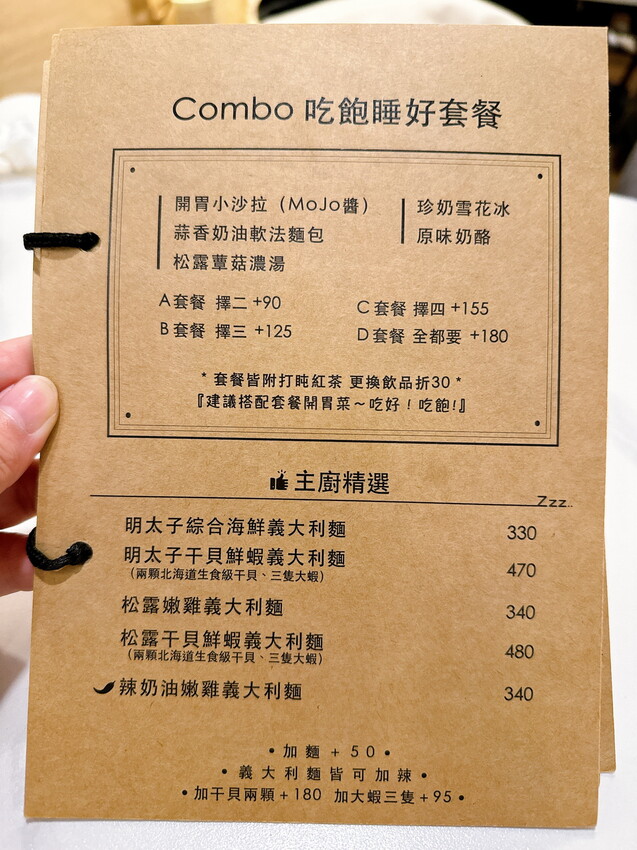 Combo 吃飽睡好套餐
開胃小沙拉（MoJo醬）
蒜香奶油軟法麵包
松露蕈菇濃湯
珍奶雪花冰
原味奶酪
A套餐 擇二 +90
B套餐 擇三 +125
C套餐 擇四 +155
D套餐 全都要 +180
* 套餐皆附打盹紅茶 更換飲品折30 *
『建議搭配套餐開胃菜～吃好！吃飽!』
主廚精選
Zzz..
明太子綜合海鮮義大利麵 330
明太子干貝鮮蝦義大利麵 470
（兩顆北海道生食級干貝、三隻大蝦）
松露嫩雞義大利麵 340
松露干貝鮮蝦義大利麵 480
（兩顆北海道生食級干貝、三隻大蝦）
辣奶油嫩雞義大利麵 340
• 加麵 + 50 •
• 義大利麵皆可加辣 •
• 加干貝兩顆+180 加大蝦三隻+95 •